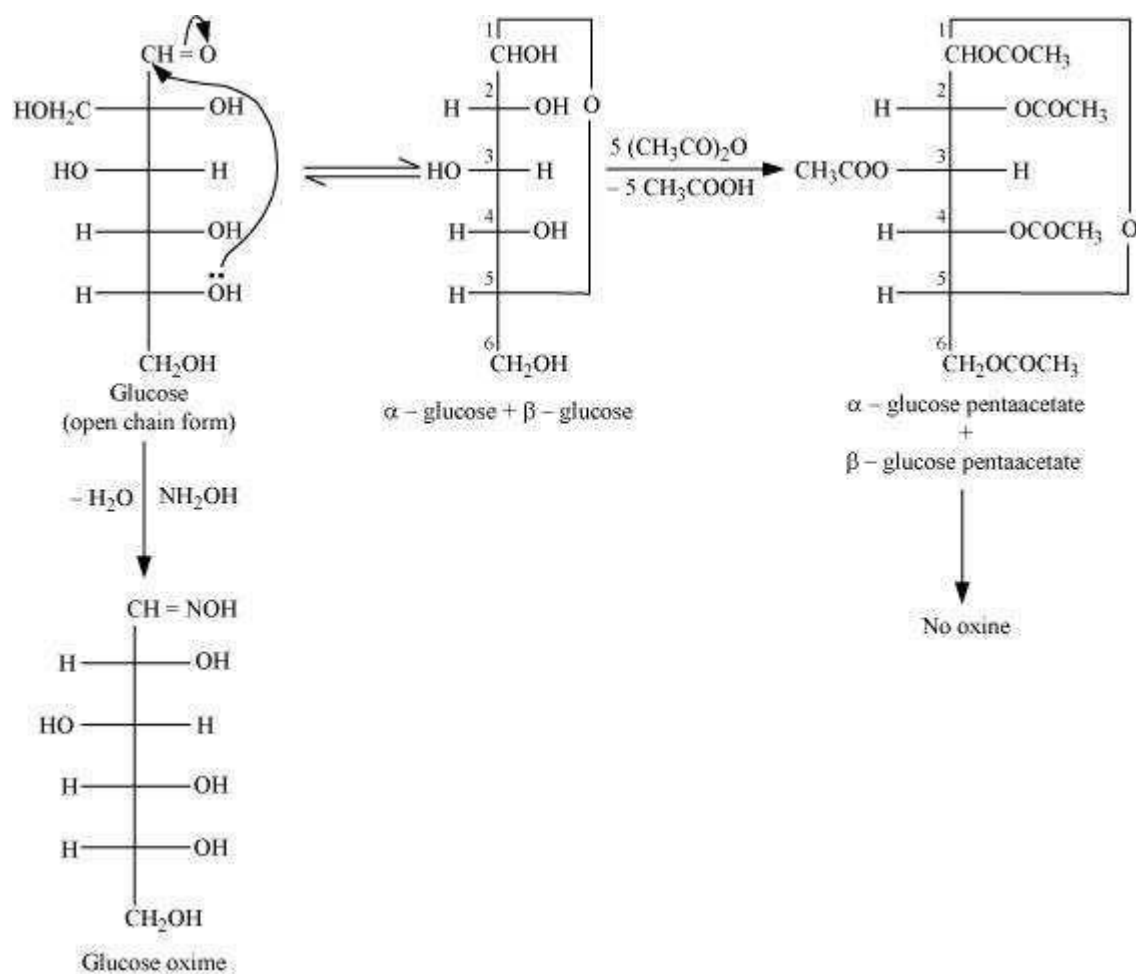 CH = O
HOH₂C OH
HO H
H OH
H OH
CH₂OH
Glucose
(open chain form)
1
CHOH
2
H OH O
3
HO H
4
H OH
5
H
6
CH₂OH
α – glucose + β – glucose
5 (CH₃CO)₂O
– 5 CH₃COOH
1
CHOCOCH₃
2
H OCOCH₃
3
CH₃COO H
4
H OCOCH₃ O
5
H
6
CH₂OCOCH₃
α – glucose pentaacetate
+
β – glucose pentaacetate
No oxine
– H₂O NH₂OH
CH = NOH
H OH
HO H
H OH
H OH
CH₂OH
Glucose oxime